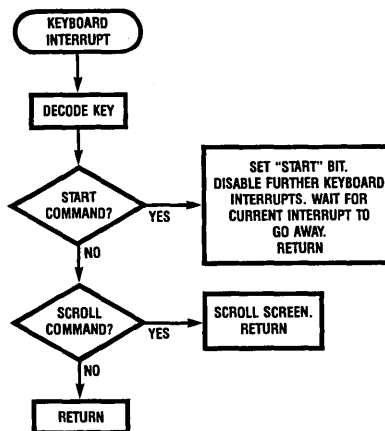 KEYBOARD
INTERRUPT
DECODE KEY
START
COMMAND?
YES
SET "START" BIT.
DISABLE FURTHER KEYBOARD
INTERRUPTS. WAIT FOR
CURRENT INTERRUPT TO
GO AWAY.
RETURN
NO
SCROLL
COMMAND?
YES
SCROLL SCREEN.
RETURN
NO
RETURN